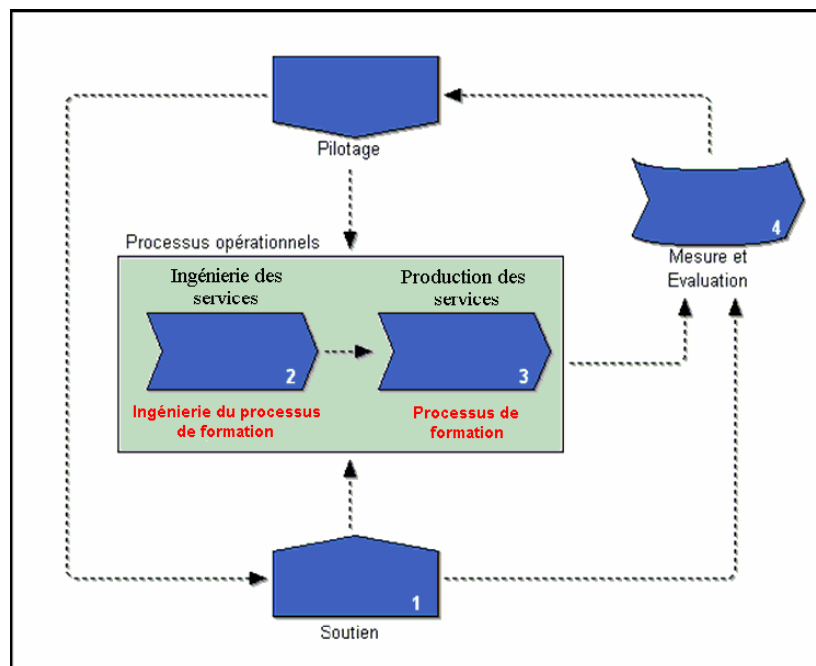 Pilotage
Processus opérationnels
Ingénierie des
services
Production des
services
2
3
Ingénierie du processus
de formation
Processus de
formation
4
Mesure et
Evaluation
1
Soutien